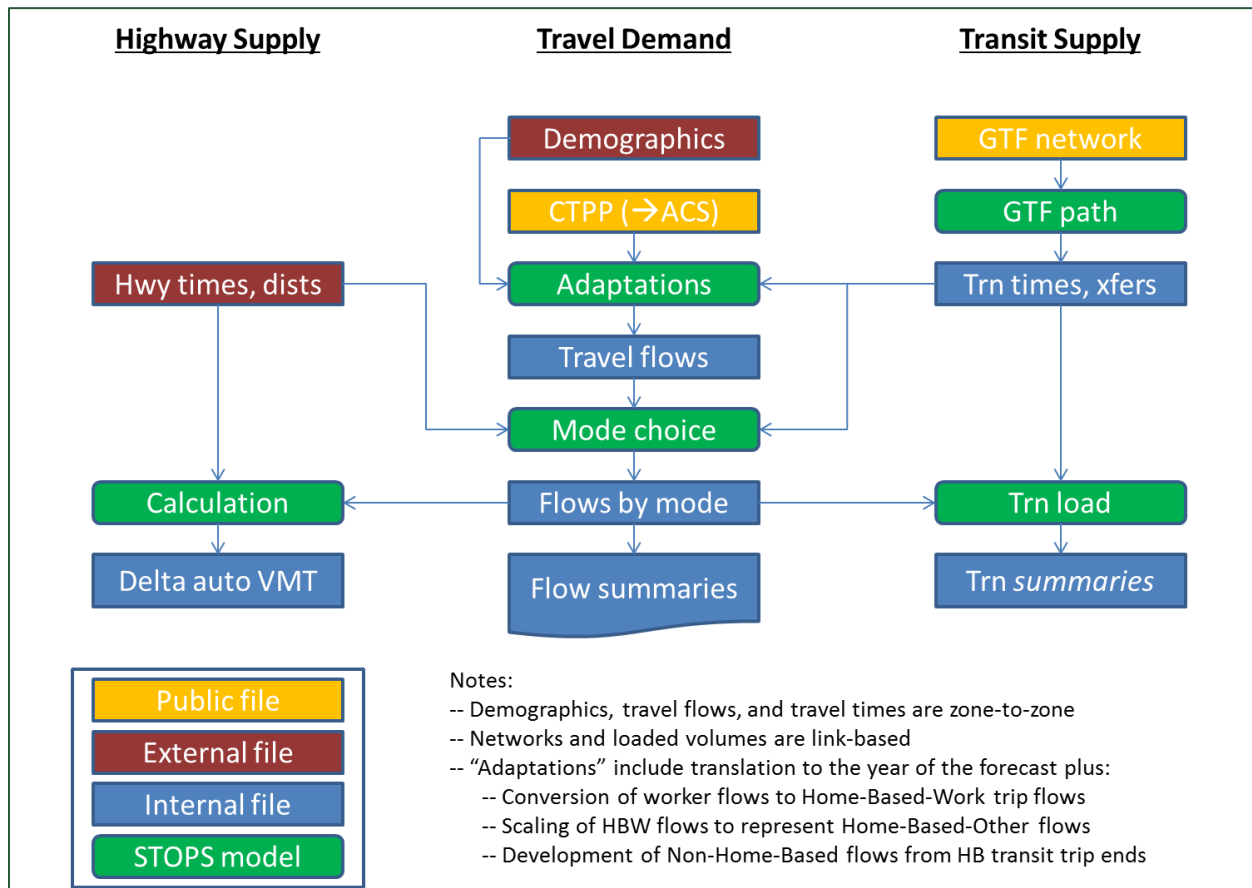 Highway Supply
Travel Demand
Transit Supply
Demographics
GTF network
CTPP (→ACS)
GTF path
Hwy times, dists
Adaptations
Trn times, xfers
Travel flows
Mode choice
Calculation
Flows by mode
Trn load
Delta auto VMT
Flow summaries
Trn summaries
Public file
External file
Internal file
STOPS model
Notes:
-- Demographics, travel flows, and travel times are zone-to-zone
-- Networks and loaded volumes are link-based
-- “Adaptations” include translation to the year of the forecast plus:
-- Conversion of worker flows to Home-Based-Work trip flows
-- Scaling of HBW flows to represent Home-Based-Other flows
-- Development of Non-Home-Based flows from HB transit trip ends